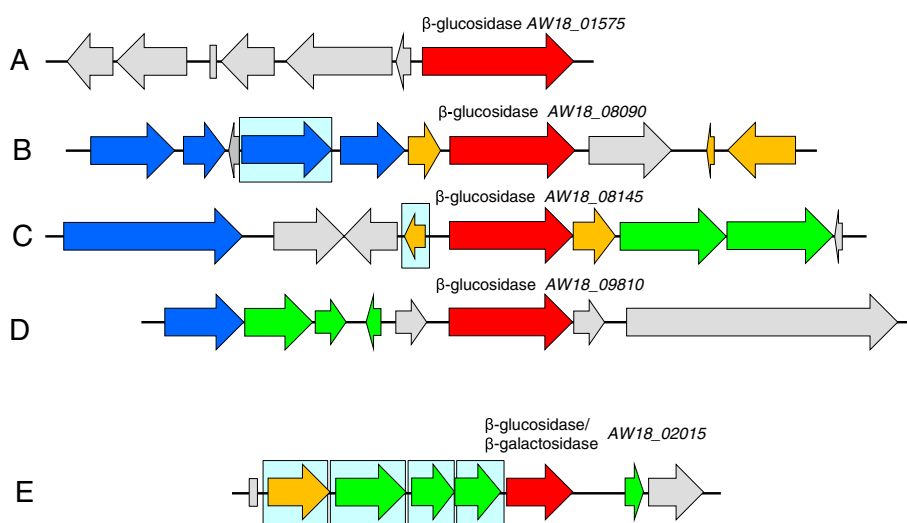 β-glucosidase AW18_01575
A
β-glucosidase AW18_08090
B
β-glucosidase AW18_08145
C
β-glucosidase AW18_09810
D
β-glucosidase/
β-galactosidase AW18_02015
E